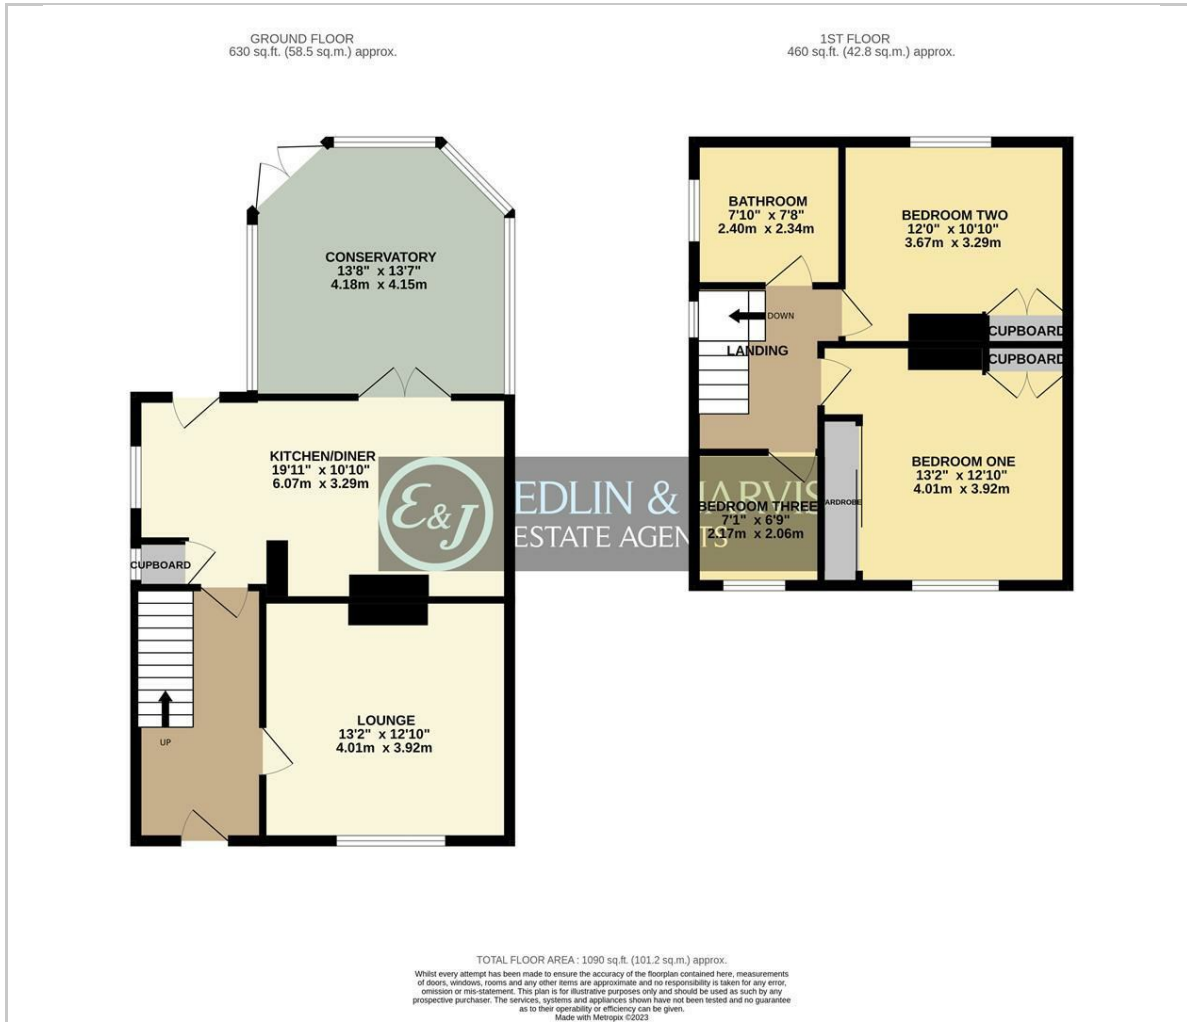 GROUND FLOOR
630 sq.ft. (58.5 sq.m.) approx.
1ST FLOOR
460 sq.ft. (42.8 sq.m.) approx.
CONSERVATORY
13'8" x 13'7"
4.18m x 4.15m
KITCHEN/DINER
19'11" x 10'10"
6.07m x 3.29m
CUPBOARD
UP
LOUNGE
13'2" x 12'10"
4.01m x 3.92m
BATHROOM
7'10" x 7'8"
2.40m x 2.34m
BEDROOM TWO
12'0" x 10'10"
3.67m x 3.29m
CUPBOARD
CUPBOARD
DOWN
LANDING
BEDROOM ONE
13'2" x 12'10"
4.01m x 3.92m
WARDROBE
BEDROOM THREE
7'1" x 6'9"
2.17m x 2.06m
E&J
EDLIN & JARVIS
ESTATE AGENTS
TOTAL FLOOR AREA : 1090 sq.ft. (101.2 sq.m.) approx.
Whilst every attempt has been made to ensure the accuracy of the floorplan contained here, measurements
of doors, windows, rooms and any other items are approximate and no responsibility is taken for any error,
omission or mis-statement. This plan is for illustrative purposes only and should be used as such by any
prospective purchaser. The services, systems and appliances shown have not been tested and no guarantee
as to their operability or efficiency can be given.
Made with Metropix ©2023